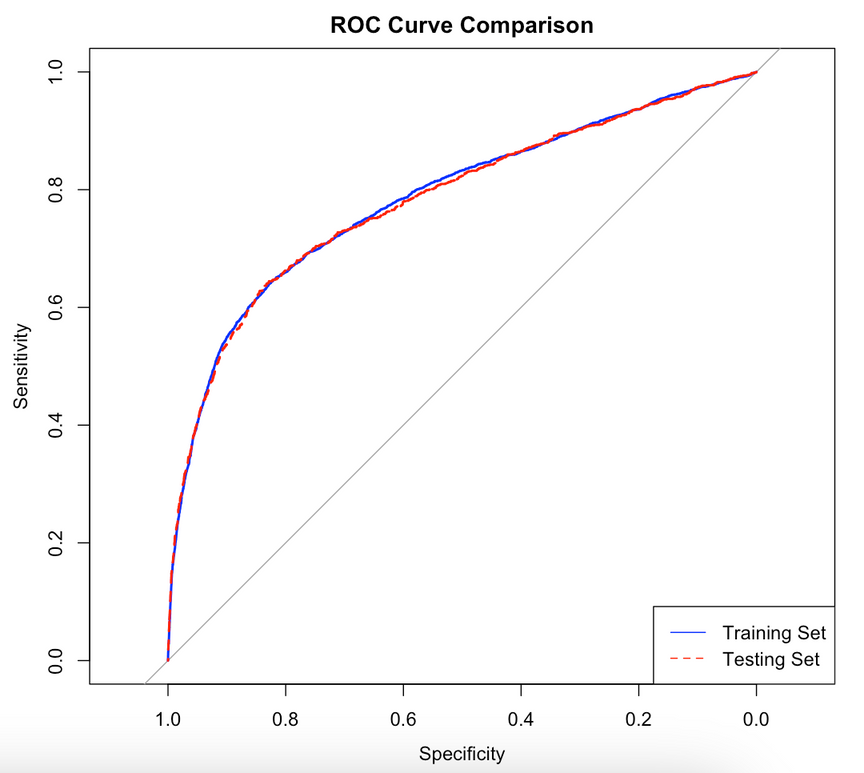 ROC Curve Comparison
Sensitivity
1.0
0.8
0.6
0.4
0.2
0.0
Training Set
Testing Set
1.0 0.8 0.6 0.4 0.2 0.0
Specificity